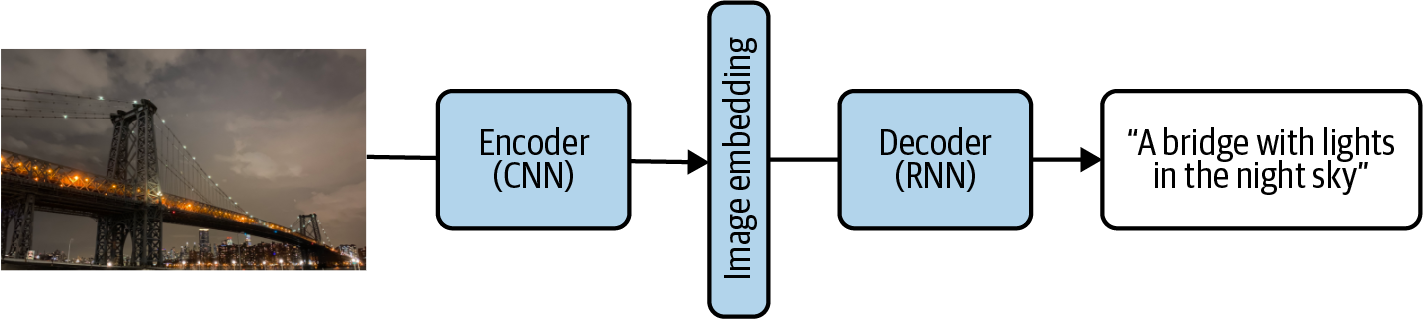 Encoder
(CNN)
Image embedding
Decoder
(RNN)
“A bridge with lights
in the night sky”